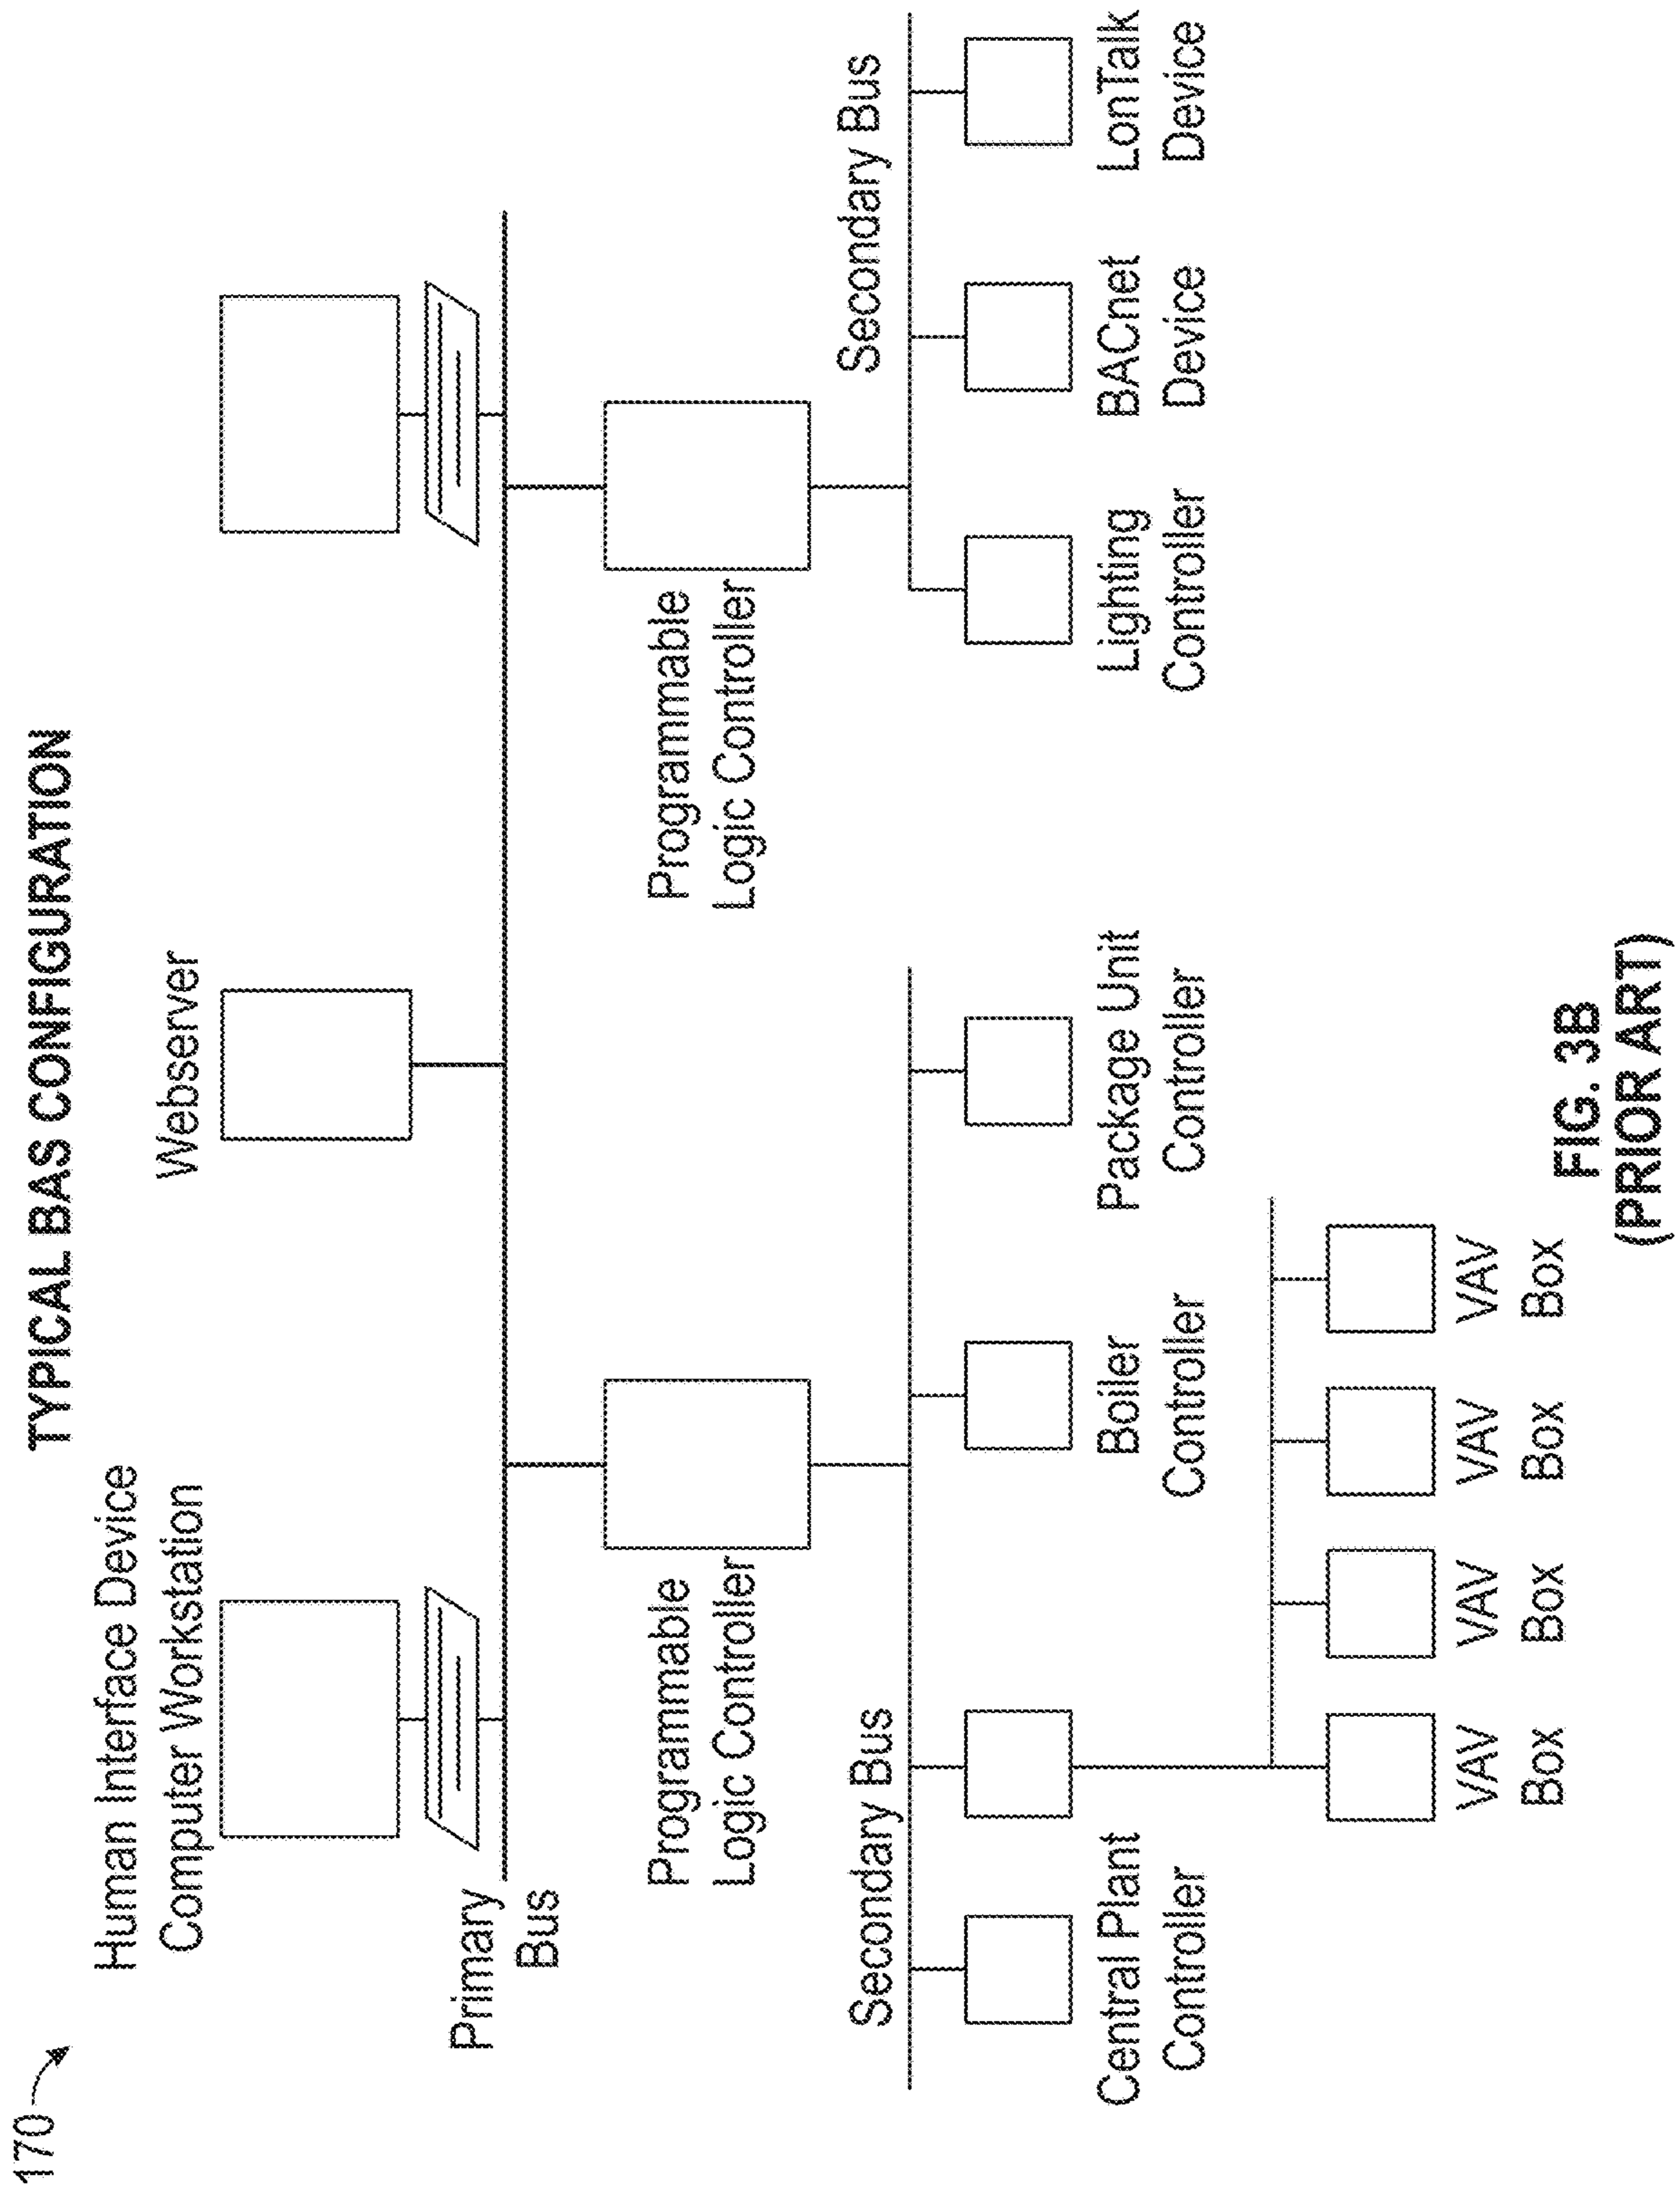 170
TYPICAL BAS CONFIGURATION
Human Interface Device
Computer Workstation
Webserver
Primary
Bus
Programmable
Logic Controller
Programmable
Logic Controller
Secondary Bus
Secondary Bus
Central Plant
Controller
Boiler
Controller
Package Unit
Controller
Lighting
Controller
BACnet
Device
LonTalk
Device
VAV
Box
VAV
Box
VAV
Box
VAV
Box
FIG. 3B
(PRIOR ART)